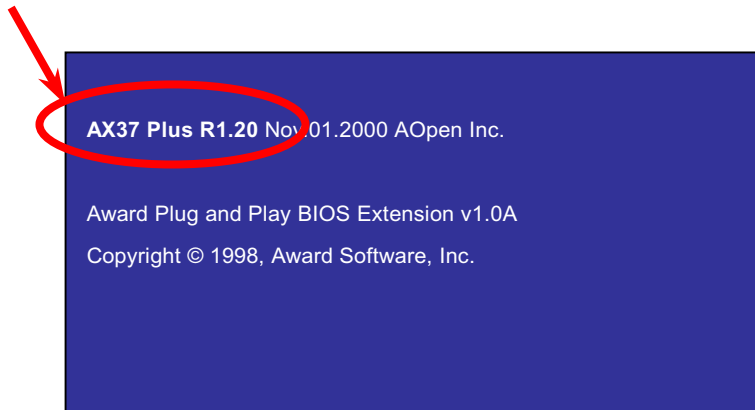 AX37 Plus R1.20 Nov.01.2000 AOpen Inc.
Award Plug and Play BIOS Extension v1.0A
Copyright © 1998, Award Software, Inc.